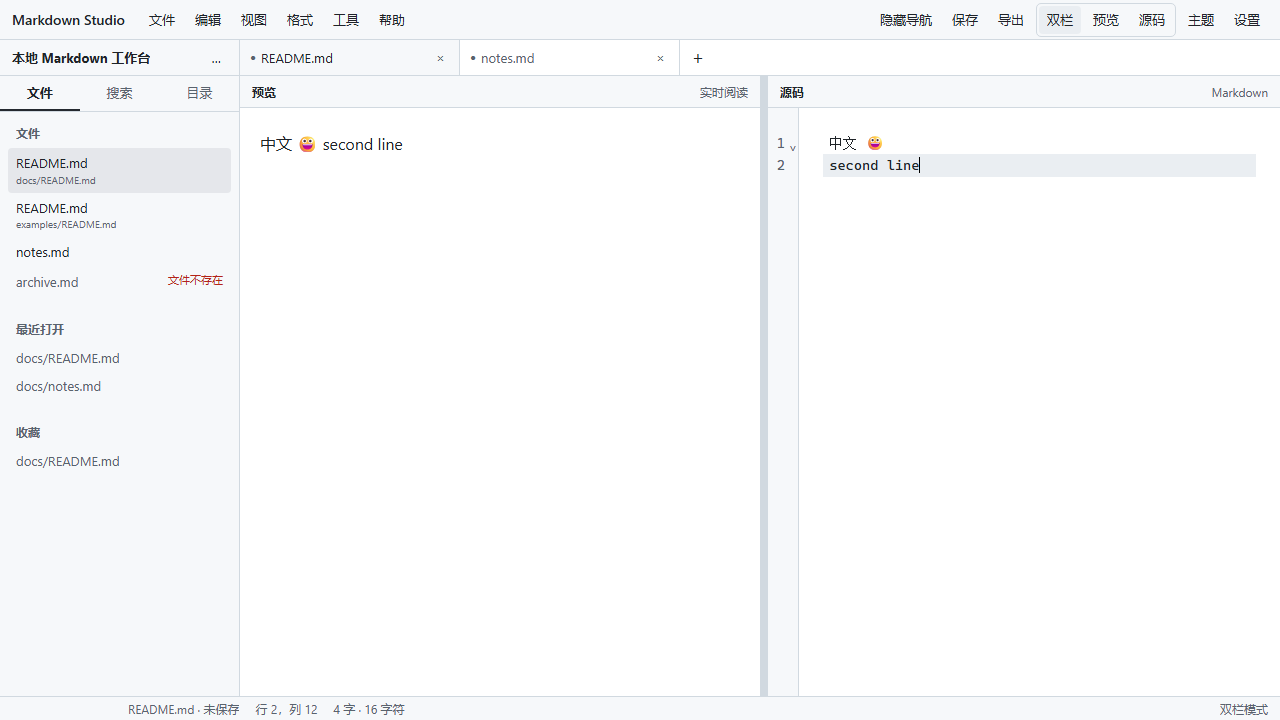 Markdown Studio 文件 编辑 视图 格式 工具 帮助 隐藏导航 保存 导出 双栏 预览 源码 主题 设置
本地 Markdown 工作台 ... • README.md × • notes.md × +
文件 搜索 目录
预览 实时阅读
源码 Markdown
文件
README.md
docs/README.md
README.md
examples/README.md
notes.md
archive.md 文件不存在
最近打开
docs/README.md
docs/notes.md
收藏
docs/README.md
中文 😀 second line
1 中文 😀
2 second line
README.md · 未保存 行 2，列 12 4 字 · 16 字符 双栏模式